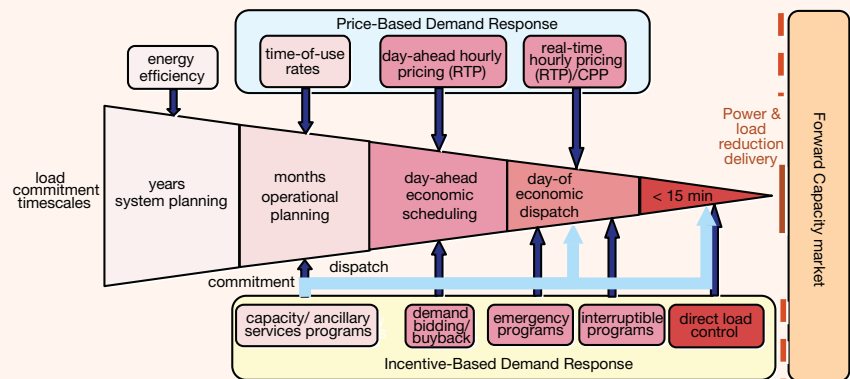 Price-Based Demand Response
energy
efficiency
time-of-use
rates
day-ahead hourly
pricing (RTP)
real-time
hourly pricing
(RTP)/CPP
Power &
load
reduction
delivery
Forward Capacity market
load
commitment
timescales
years
system planning
months
operational
planning
day-ahead
economic
scheduling
day-of
economic
dispatch
< 15 min
commitment
dispatch
capacity/ ancillary
services programs
demand
bidding/
buyback
emergency
programs
interruptible
programs
direct load
control
Incentive-Based Demand Response